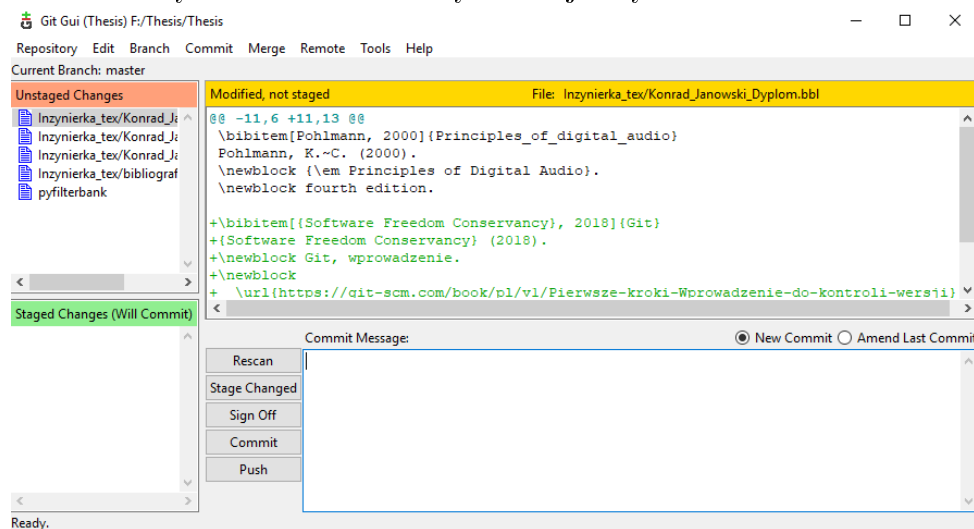 Git Gui (Thesis) F:/Thesis/Thesis
Repository Edit Branch Commit Merge Remote Tools Help
Current Branch: master
Unstaged Changes
Inzynierka_tex/Konrad_Ja
Inzynierka_tex/Konrad_Ja
Inzynierka_tex/Konrad_Ja
Inzynierka_tex/bibliograf
pyfilterbank
Staged Changes (Will Commit)
Modified, not staged File: Inzynierka_tex/Konrad_Janowski_Dyplom.bbl
@@ -11,6 +11,13 @@
\bibitem[Pohlmann, 2000]{Principles_of_digital_audio}
Pohlmann, K.~C. (2000).
\newblock {\em Principles of Digital Audio}.
\newblock fourth edition.
+\bibitem[{Software Freedom Conservancy}, 2018]{Git}
+{Software Freedom Conservancy} (2018).
+\newblock Git, wprowadzenie.
+\newblock
+ \url{https://git-scm.com/book/pl/v1/Pierwsze-kroki-Wprowadzenie-do-kontroli-wersji}
Commit Message: New Commit Amend Last Commit
Rescan
Stage Changed
Sign Off
Commit
Push
Ready.